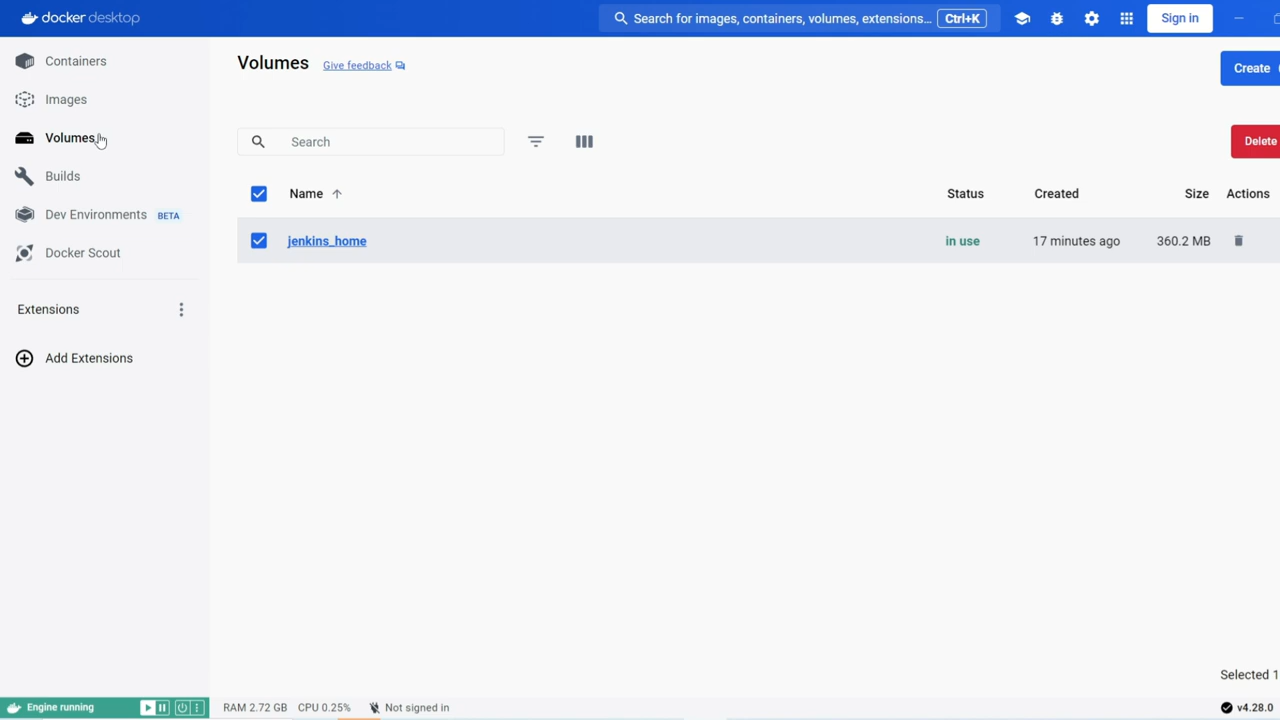 docker desktop
Search for images, containers, volumes, extensions... Ctrl+K
Sign in
Containers
Images
Volumes
Builds
Dev Environments BETA
Docker Scout
Extensions
Add Extensions
Volumes Give feedback
Create
Search
Delete
Name Status Created Size Actions
jenkins_home in use 17 minutes ago 360.2 MB
Selected 1
Engine running RAM 2.72 GB CPU 0.25% Not signed in v4.28.0